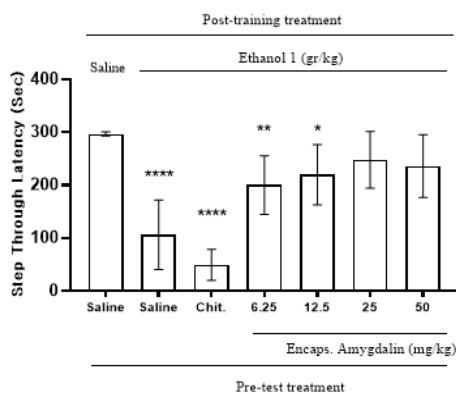 Post-training treatment
Saline
Ethanol 1 (gr/kg)
Step Through Latency (Sec)
400
300
200
100
0
****
****
**
*
Saline Saline Chit. 6.25 12.5 25 50
Encaps. Amygdalin (mg/kg)
Pre-test treatment